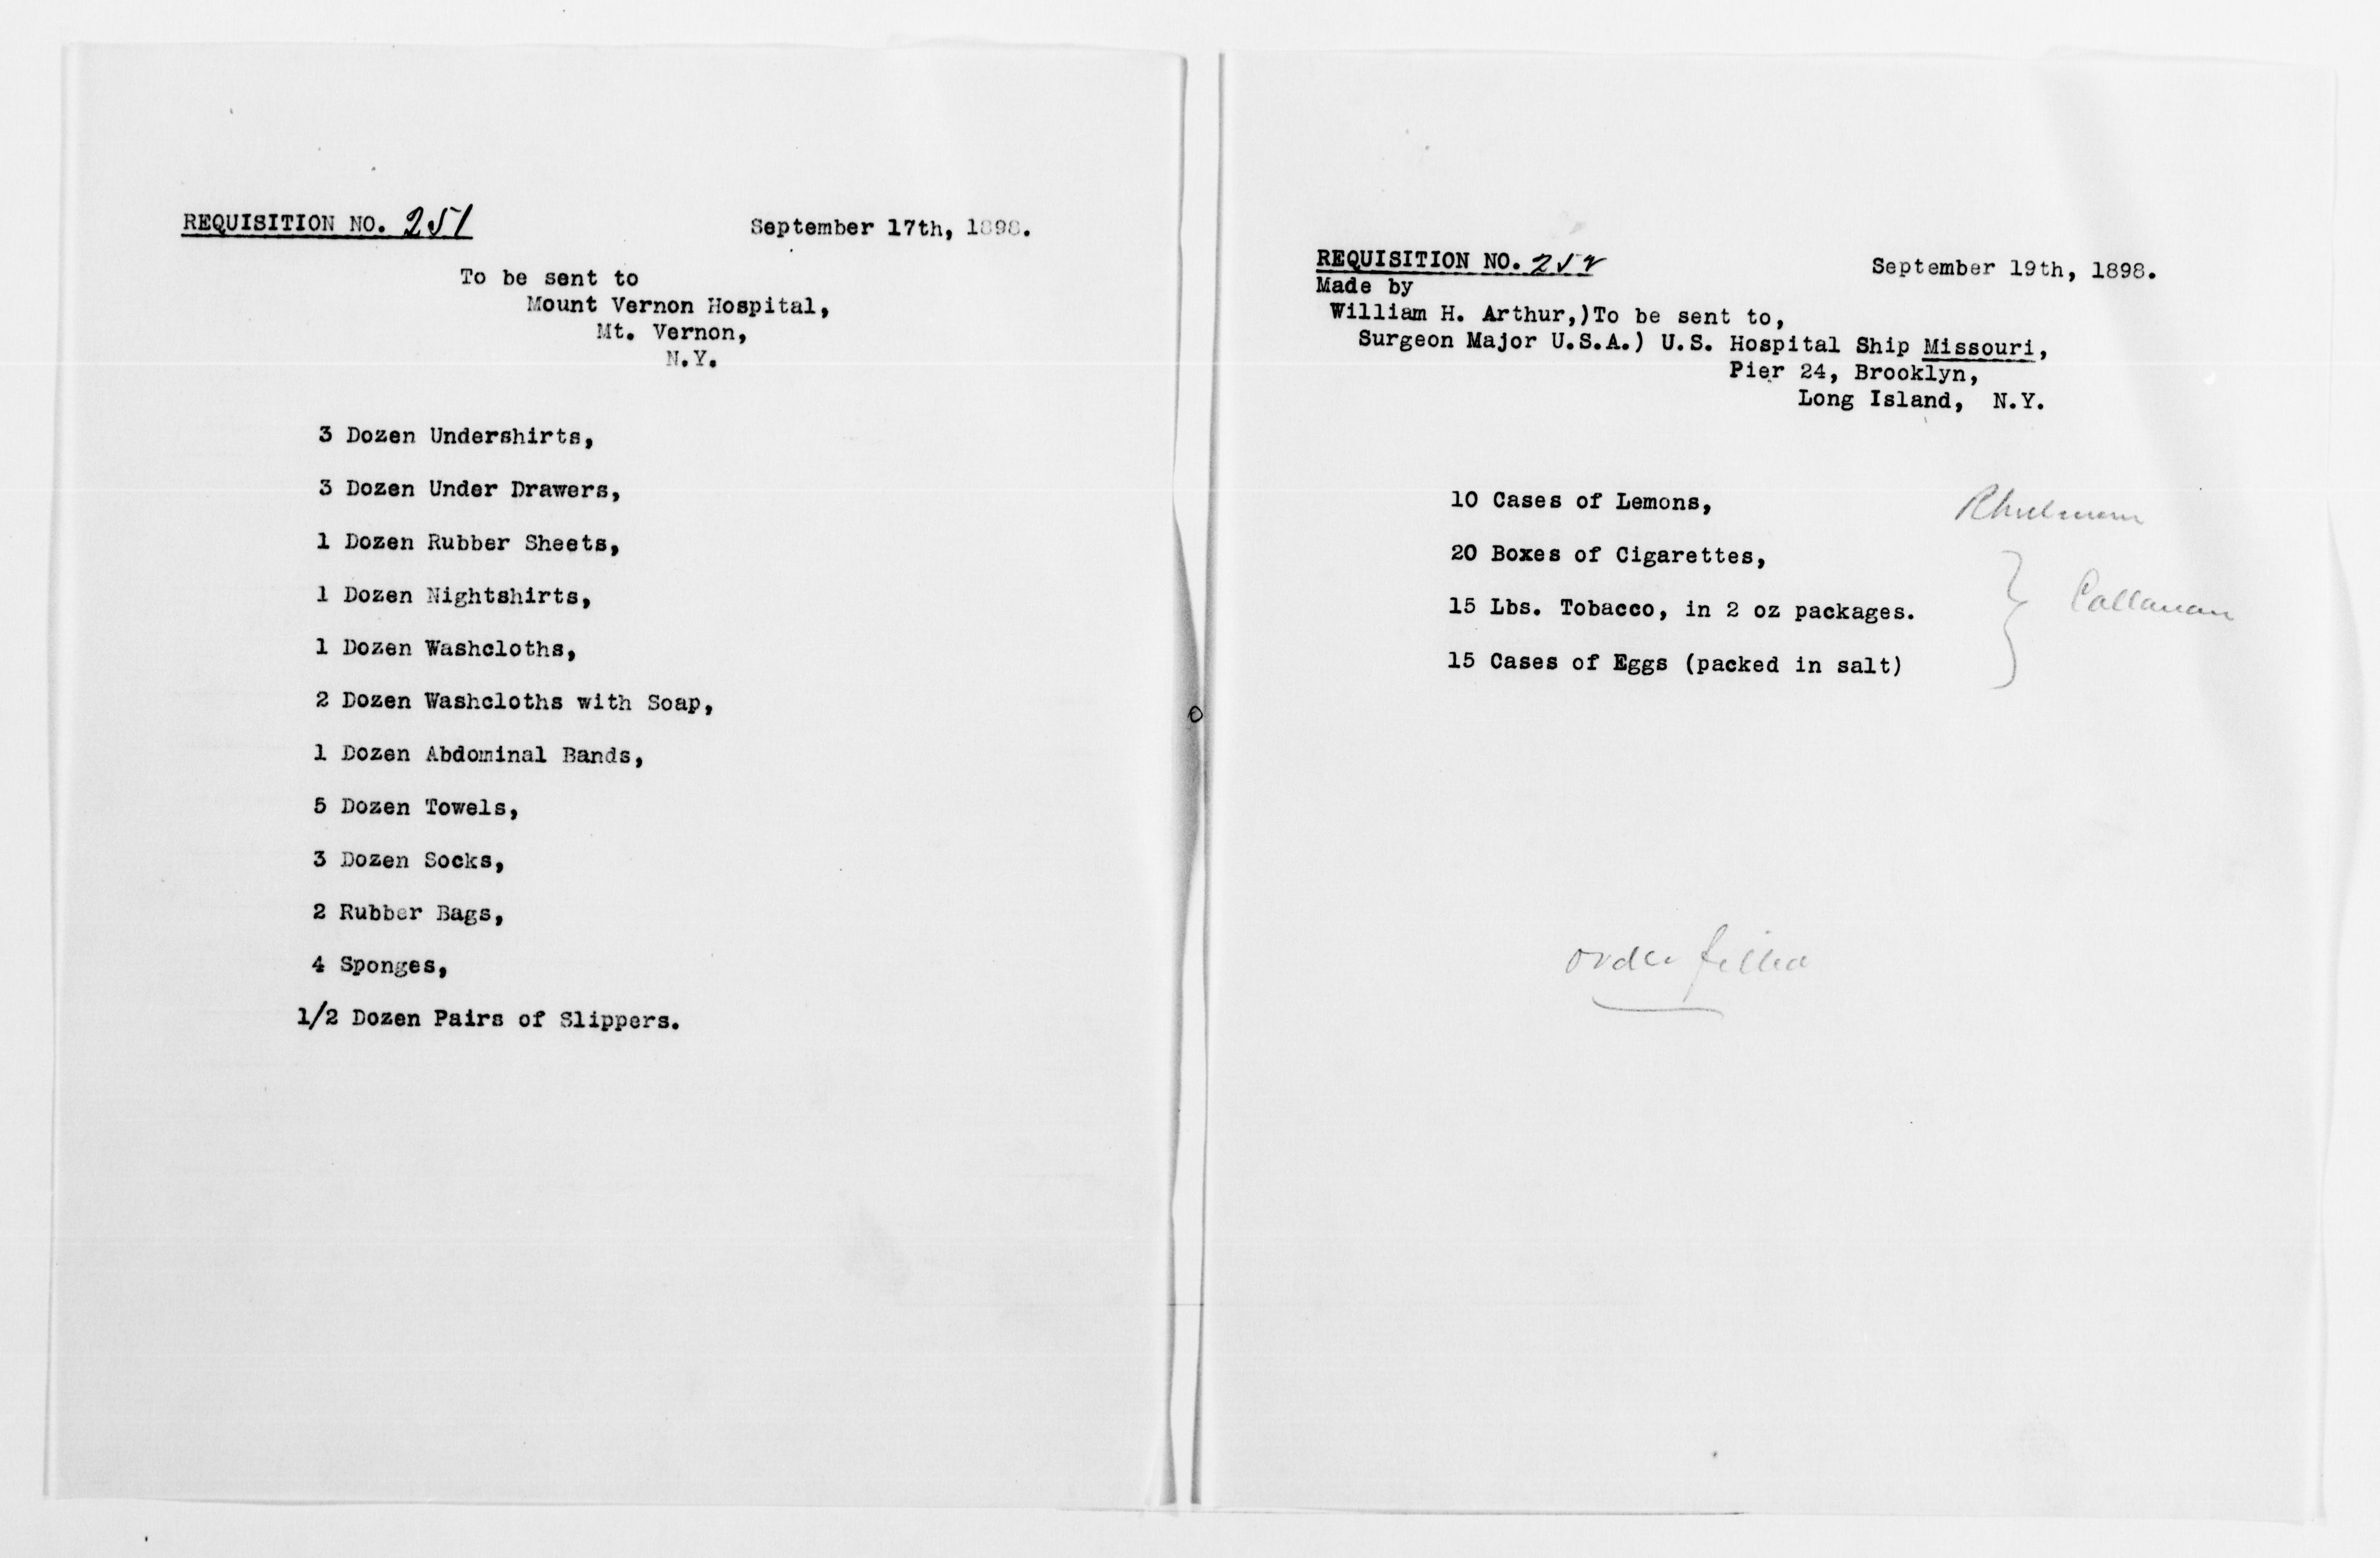 REQUISITION NO. 251
September 17th, 1898.
To be sent to
Mount Vernon Hospital,
Mt. Vernon,
N.Y.
3 Dozen Undershirts,
3 Dozen Under Drawers,
1 Dozen Rubber Sheets,
1 Dozen Nightshirts,
1 Dozen Washcloths,
2 Dozen Washcloths with Soap,
1 Dozen Abdominal Bands,
5 Dozen Towels,
3 Dozen Socks,
2 Rubber Bags,
4 Sponges,
1/2 Dozen Pairs of Slippers.
REQUISITION NO. 252
September 19th, 1898.
Made by
William H. Arthur,)To be sent to,
Surgeon Major U.S.A.) U.S. Hospital Ship Missouri,
Pier 24, Brooklyn,
Long Island, N.Y.
10 Cases of Lemons,
20 Boxes of Cigarettes,
15 Lbs. Tobacco, in 2 oz packages.
Callanan
15 Cases of Eggs (packed in salt)
order filled